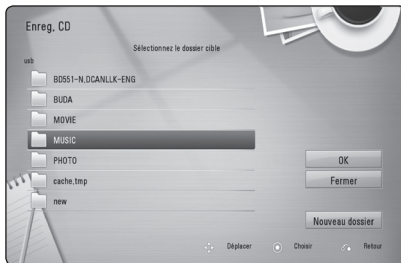 Enreg, CD
Sélectionnez le dossier cible
usb
BD551-N,DCANLLK-ENG
BUDA
MOVIE
MUSIC
PHOTO
cache,tmp
new
OK
Fermer
Nouveau dossier
Déplacer Choisir Retour